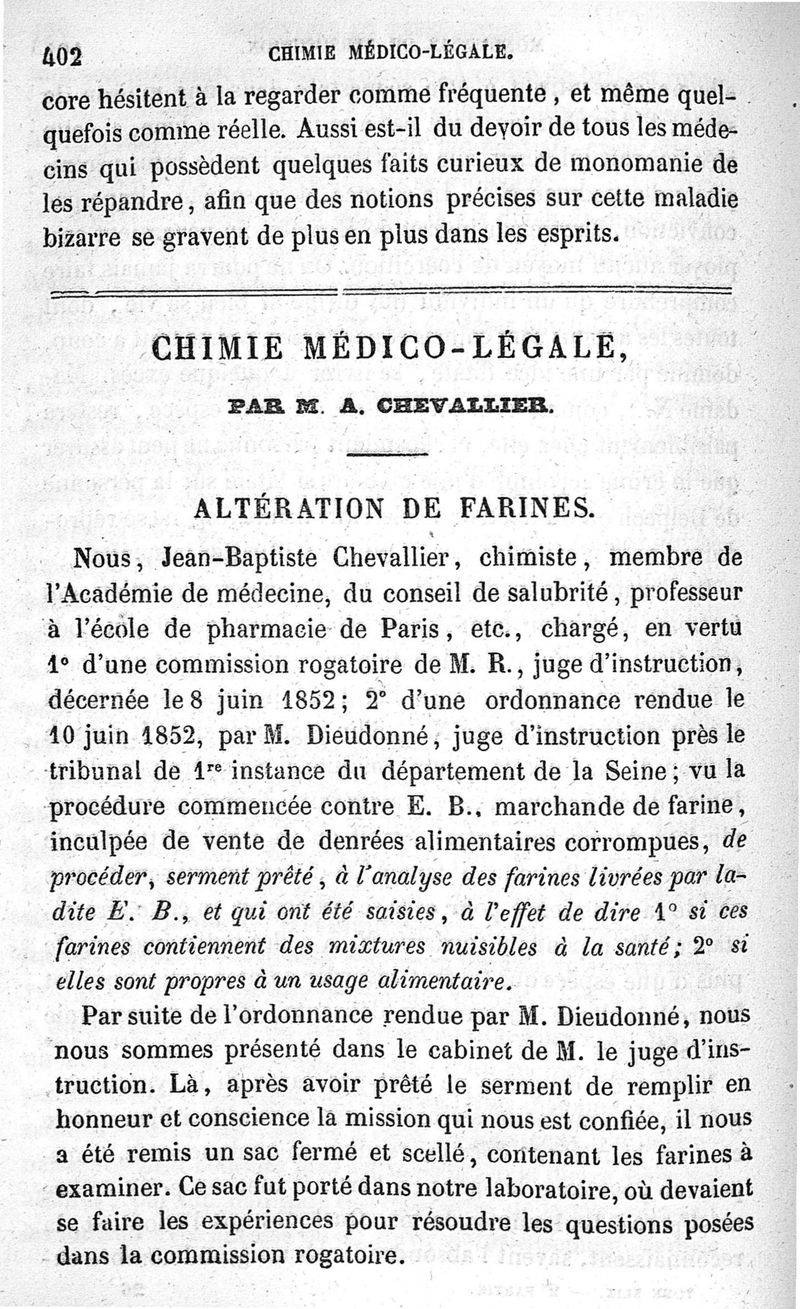 402 CHIMIE MÉDICO-LÉGALE.
core hésitent à la regarder comme fréquente, et même quel-
quefois comme réelle. Aussi est-il du devoir de tous les méde-
cins qui possèdent quelques faits curieux de monomanie de
les répandre, afin que des notions précises sur cette maladie
bizarre se gravent de plus en plus dans les esprits.
CHIMIE MÉDICO-LÉGALE,
PAR M. A. CHEVALLIER.
ALTÉRATION DE FARINES.
Nous, Jean-Baptiste Chevallier, chimiste, membre de
l'Académie de médecine, du conseil de salubrité, professeur
à l'école de pharmacie de Paris, etc., chargé, en vertu
1° d'une commission rogatoire de M. R., juge d'instruction,
décernée le 8 juin 1852; 2° d'une ordonnance rendue le
10 juin 1852, par M. Dieudonné, juge d'instruction près le
tribunal de 1re instance du département de la Seine; vu la
procédure commencée contre E. B., marchande de farine,
inculpée de vente de denrées alimentaires corrompues, de
procéder, serment prêté, à l'analyse des farines livrées par la-
dite E. B., et qui ont été saisies, à l'effet de dire 1° si ces
farines contiennent des mixtures nuisibles à la santé; 2° si
elles sont propres à un usage alimentaire.
Par suite de l'ordonnance rendue par M. Dieudonné, nous
nous sommes présenté dans le cabinet de M. le juge d'ins-
truction. Là, après avoir prêté le serment de remplir en
honneur et conscience la mission qui nous est confiée, il nous
a été remis un sac fermé et scellé, contenant les farines à
examiner. Ce sac fut porté dans notre laboratoire, où devaient
se faire les expériences pour résoudre les questions posées
dans la commission rogatoire.